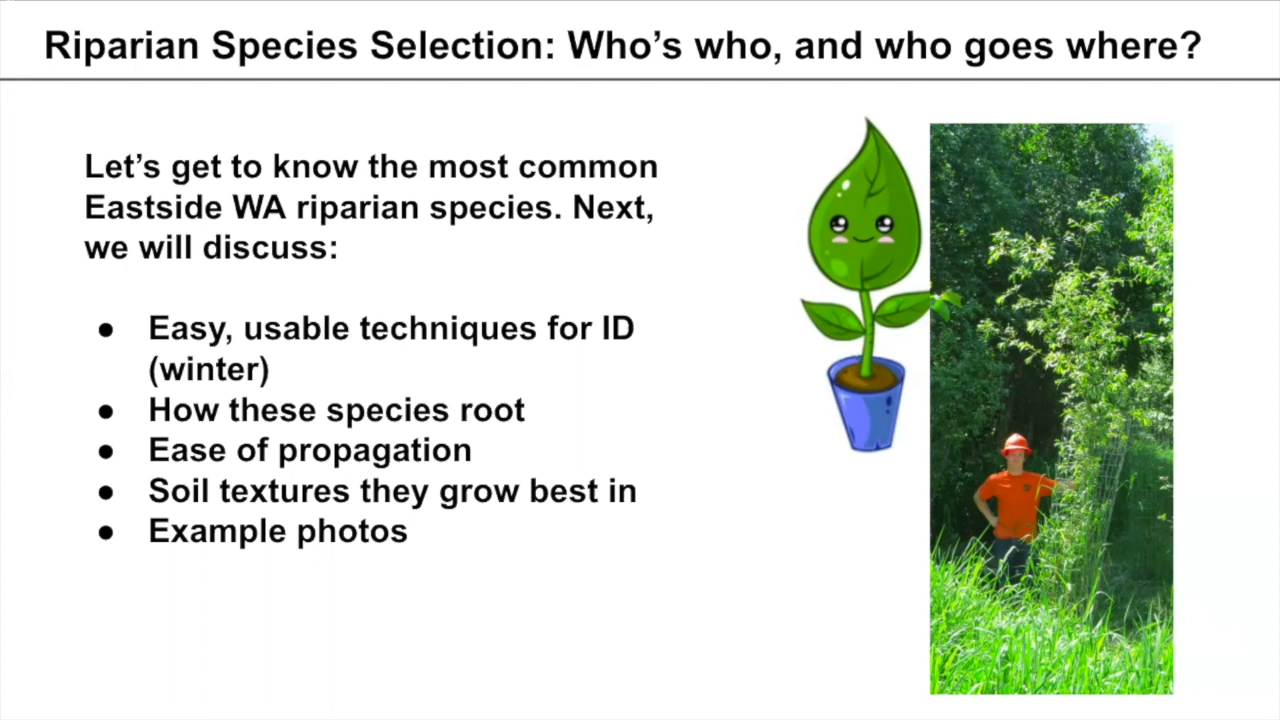 Riparian Species Selection: Who’s who, and who goes where?
Let’s get to know the most common
Eastside WA riparian species. Next,
we will discuss:
● Easy, usable techniques for ID
(winter)
● How these species root
● Ease of propagation
● Soil textures they grow best in
● Example photos